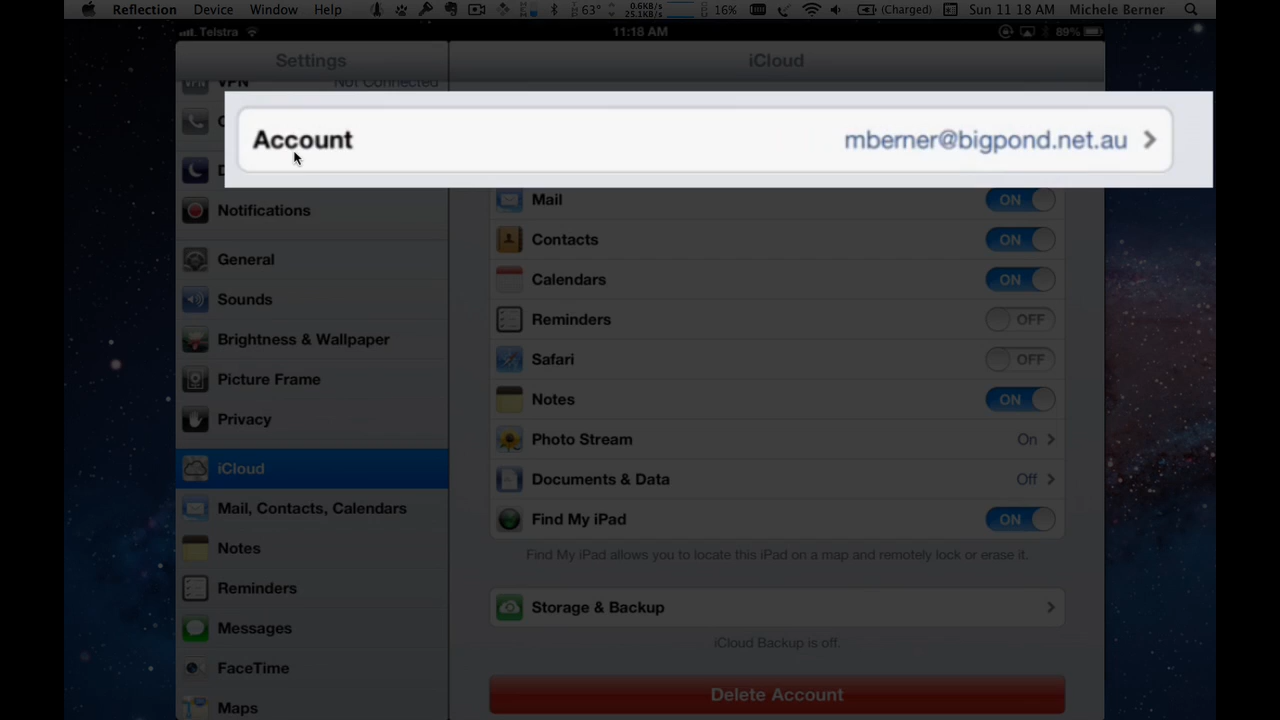 Reflection Device Window Help 63° 0.6KB/s 25.1KB/s 16% (Charged) Sun 11 18 AM Michele Berner
Telstra 11:18 AM 89%
Settings
iCloud
VPN Not Connected
Account mberner@bigpond.net.au
Notifications
General
Sounds
Brightness & Wallpaper
Picture Frame
Privacy
iCloud
Mail, Contacts, Calendars
Notes
Reminders
Messages
FaceTime
Maps
Mail ON
Contacts ON
Calendars ON
Reminders OFF
Safari OFF
Notes ON
Photo Stream On
Documents & Data Off
Find My iPad ON
Find My iPad allows you to locate this iPad on a map and remotely lock or erase it.
Storage & Backup
iCloud Backup is off.
Delete Account